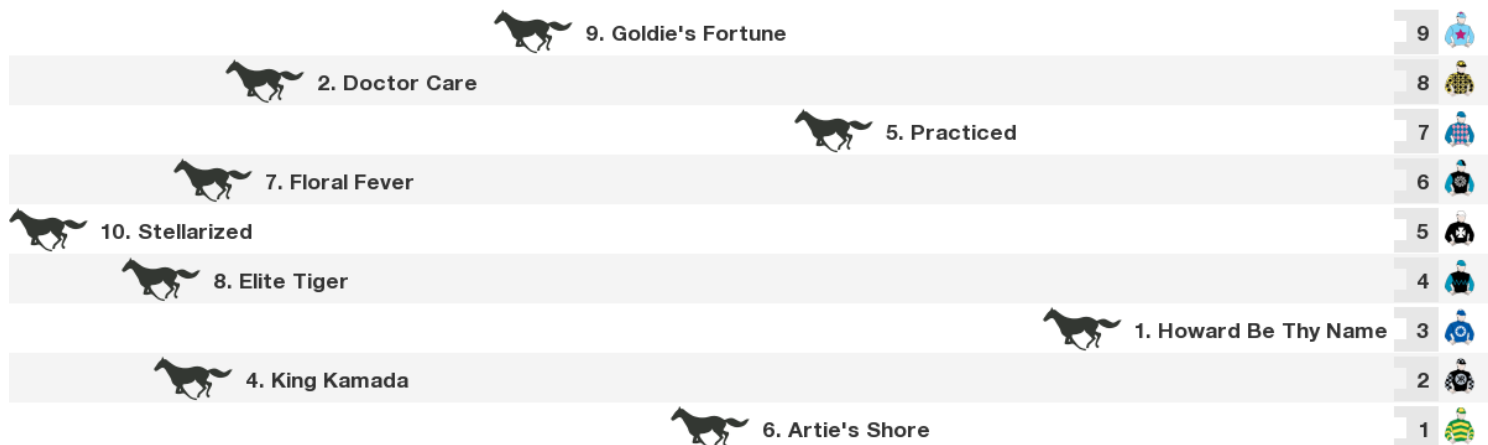 9. Goldie's Fortune 9
2. Doctor Care 8
5. Practiced 7
7. Floral Fever 6
10. Stellarized 5
8. Elite Tiger 4
1. Howard Be Thy Name 3
4. King Kamada 2
6. Artie's Shore 1